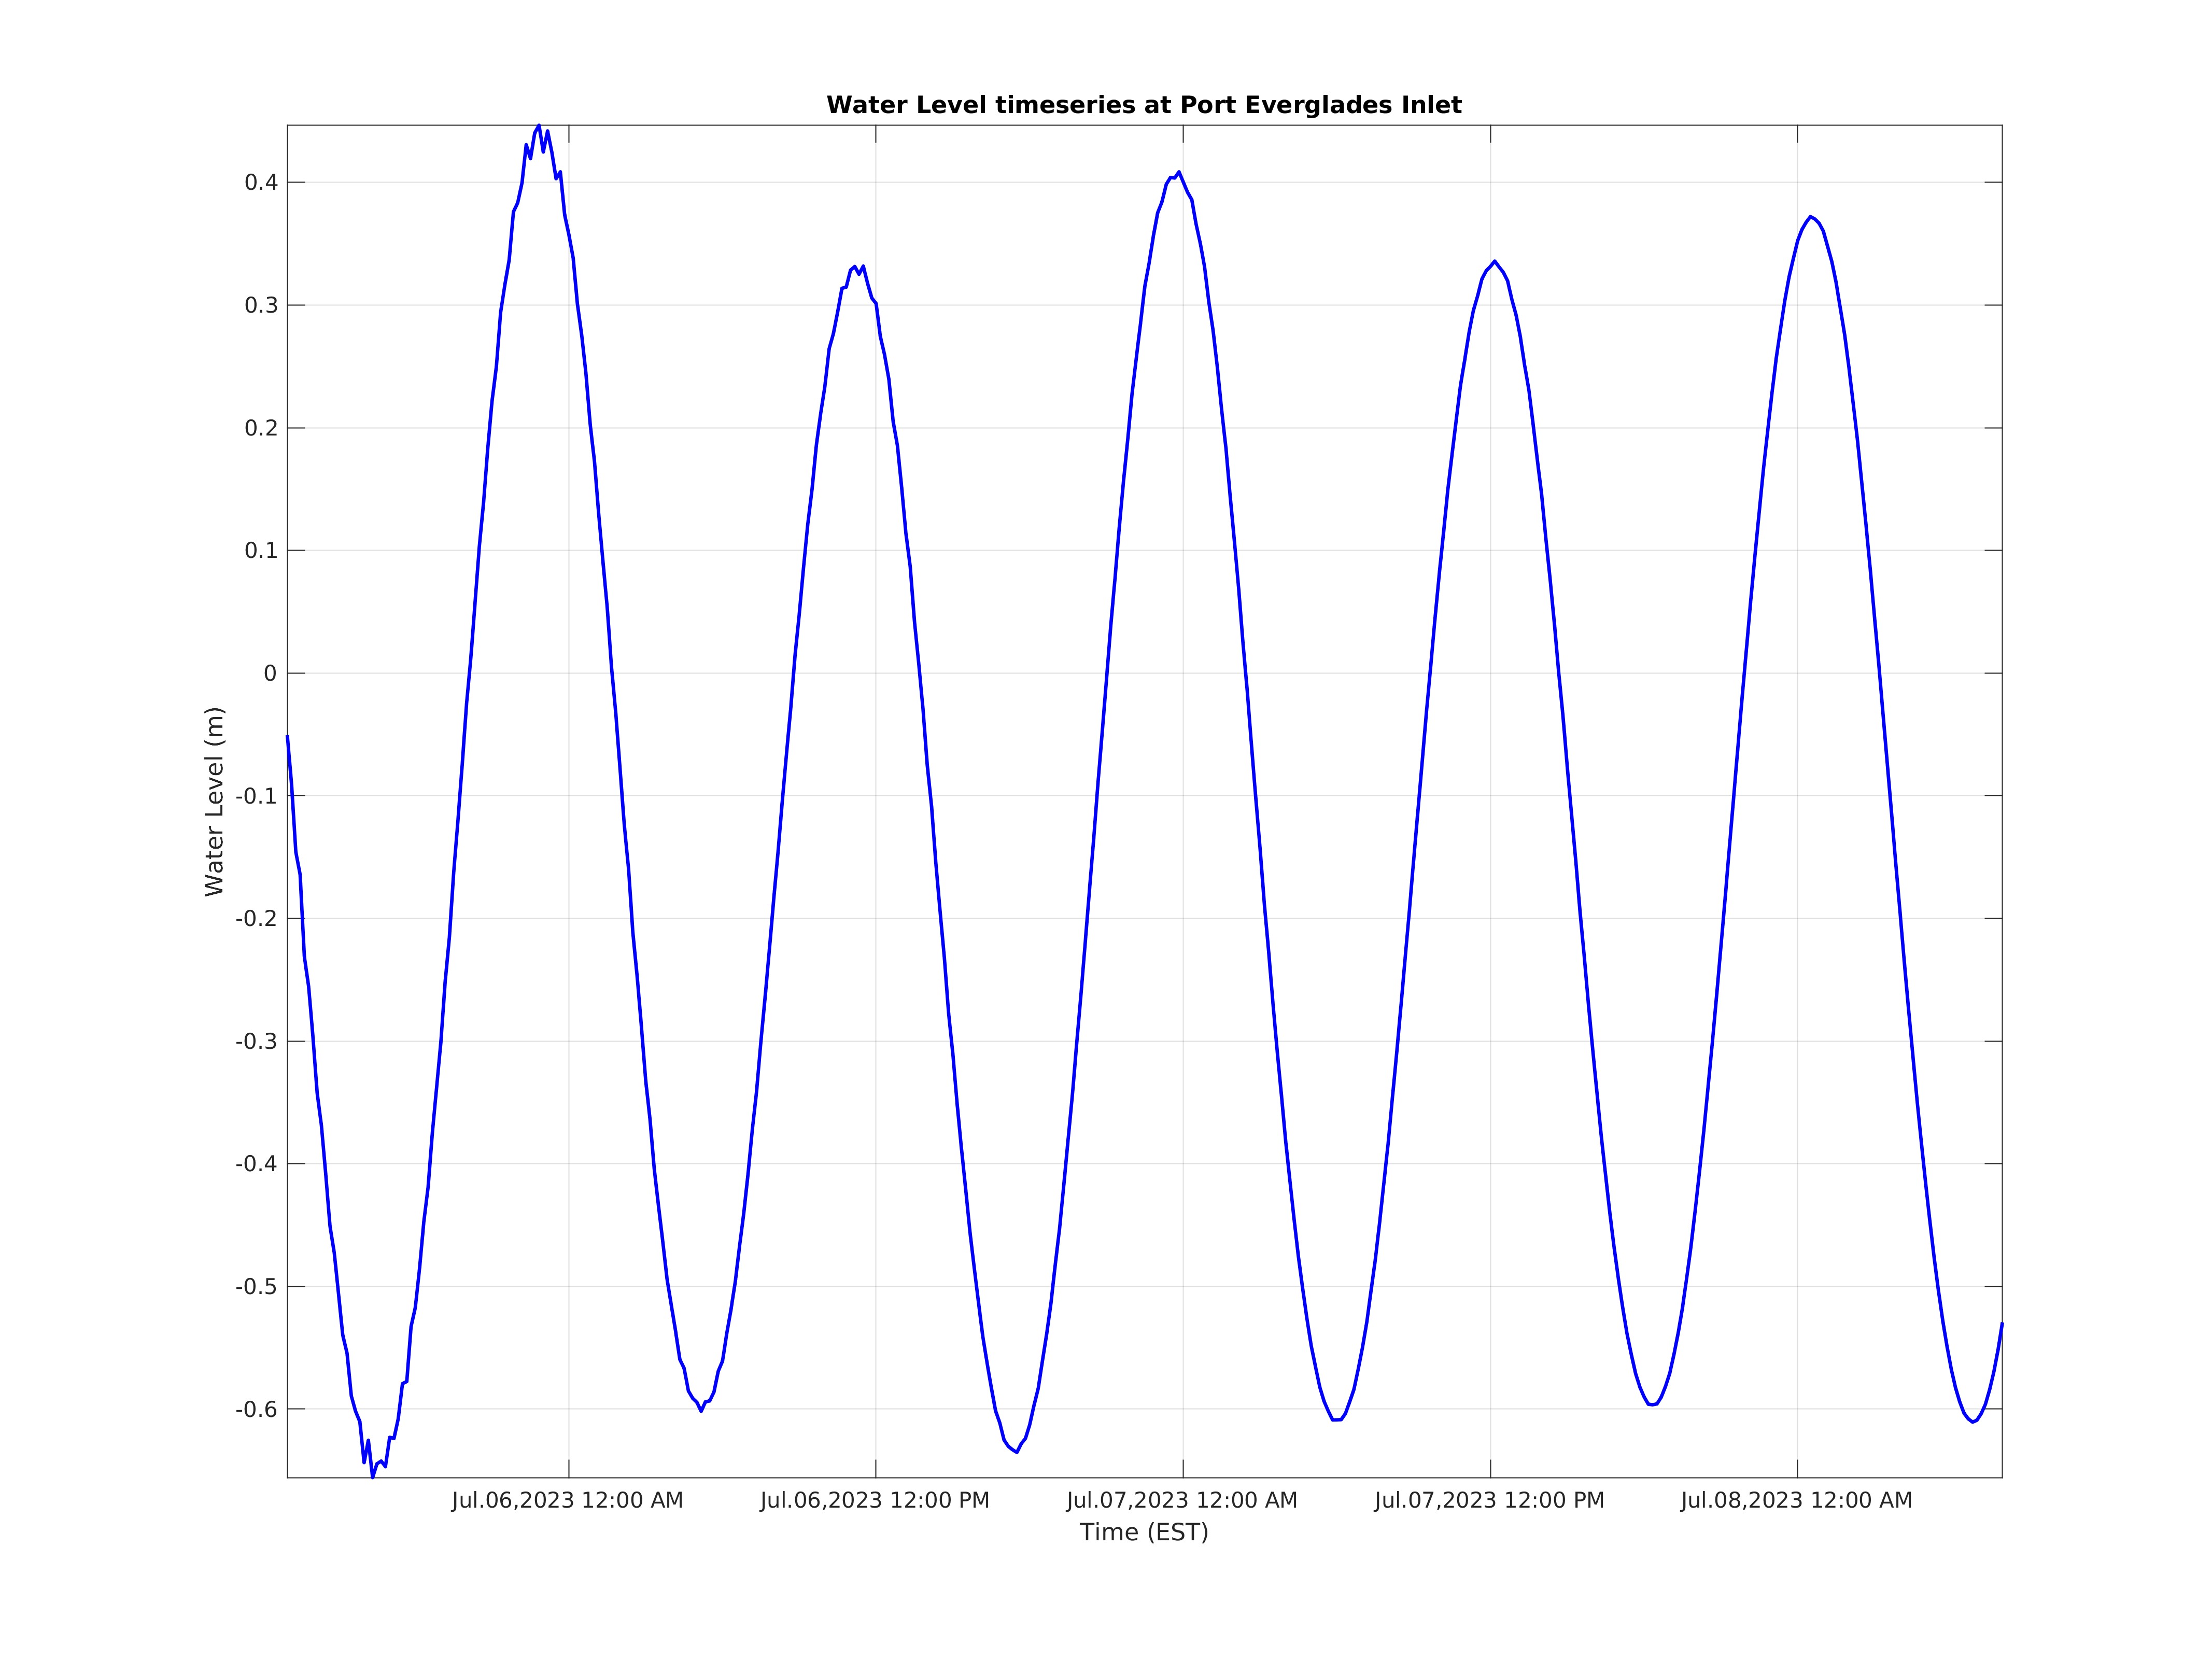 Water Level timeseries at Port Everglades Inlet
0.4
0.3
0.2
0.1
0
-0.1
-0.2
-0.3
-0.4
-0.5
-0.6
Water Level (m)
Jul.06,2023 12:00 AM
Jul.06,2023 12:00 PM
Jul.07,2023 12:00 AM
Jul.07,2023 12:00 PM
Jul.08,2023 12:00 AM
Time (EST)